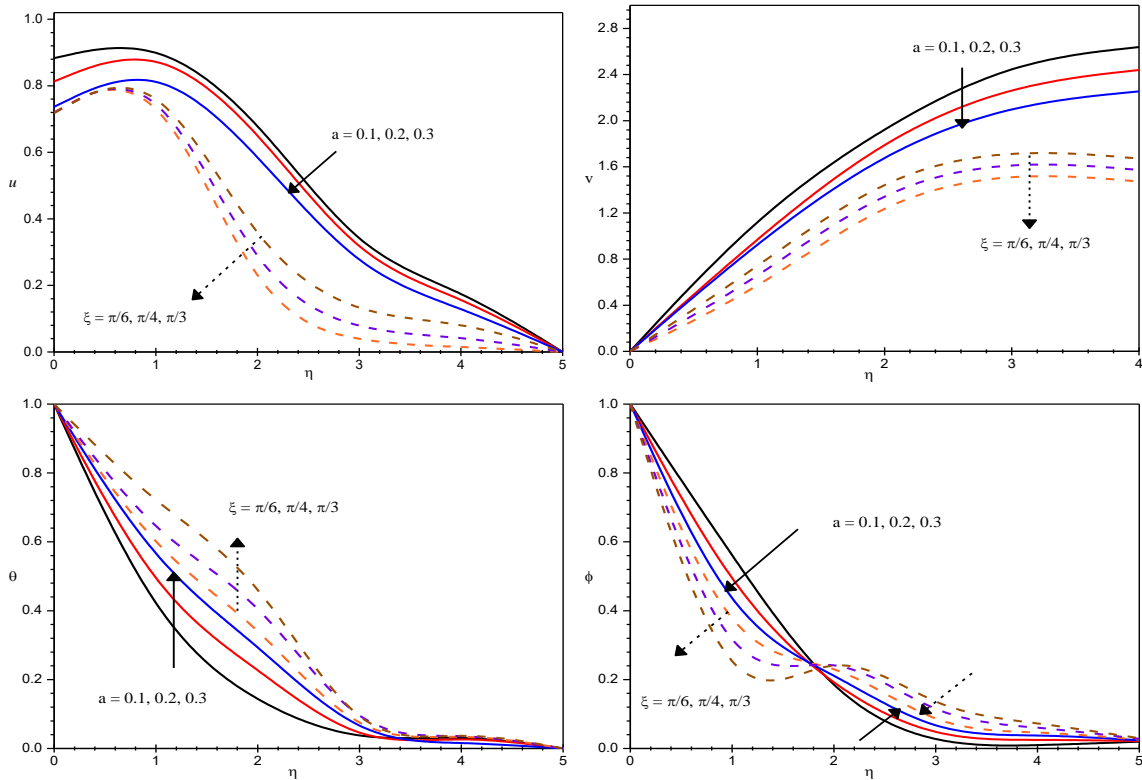 1.0
0.8
0.6
0.4
0.2
0.0
u
a = 0.1, 0.2, 0.3
ξ = π/6, π/4, π/3
0 1 2 3 4 5
η
2.8
2.4
2.0
1.6
1.2
0.8
0.4
0.0
v
a = 0.1, 0.2, 0.3
ξ = π/6, π/4, π/3
0 1 2 3 4
η
1.0
0.8
0.6
0.4
0.2
0.0
θ
ξ = π/6, π/4, π/3
a = 0.1, 0.2, 0.3
0 1 2 3 4 5
η
1.0
0.8
0.6
0.4
0.2
0.0
ϕ
a = 0.1, 0.2, 0.3
ξ = π/6, π/4, π/3
0 1 2 3 4 5
η